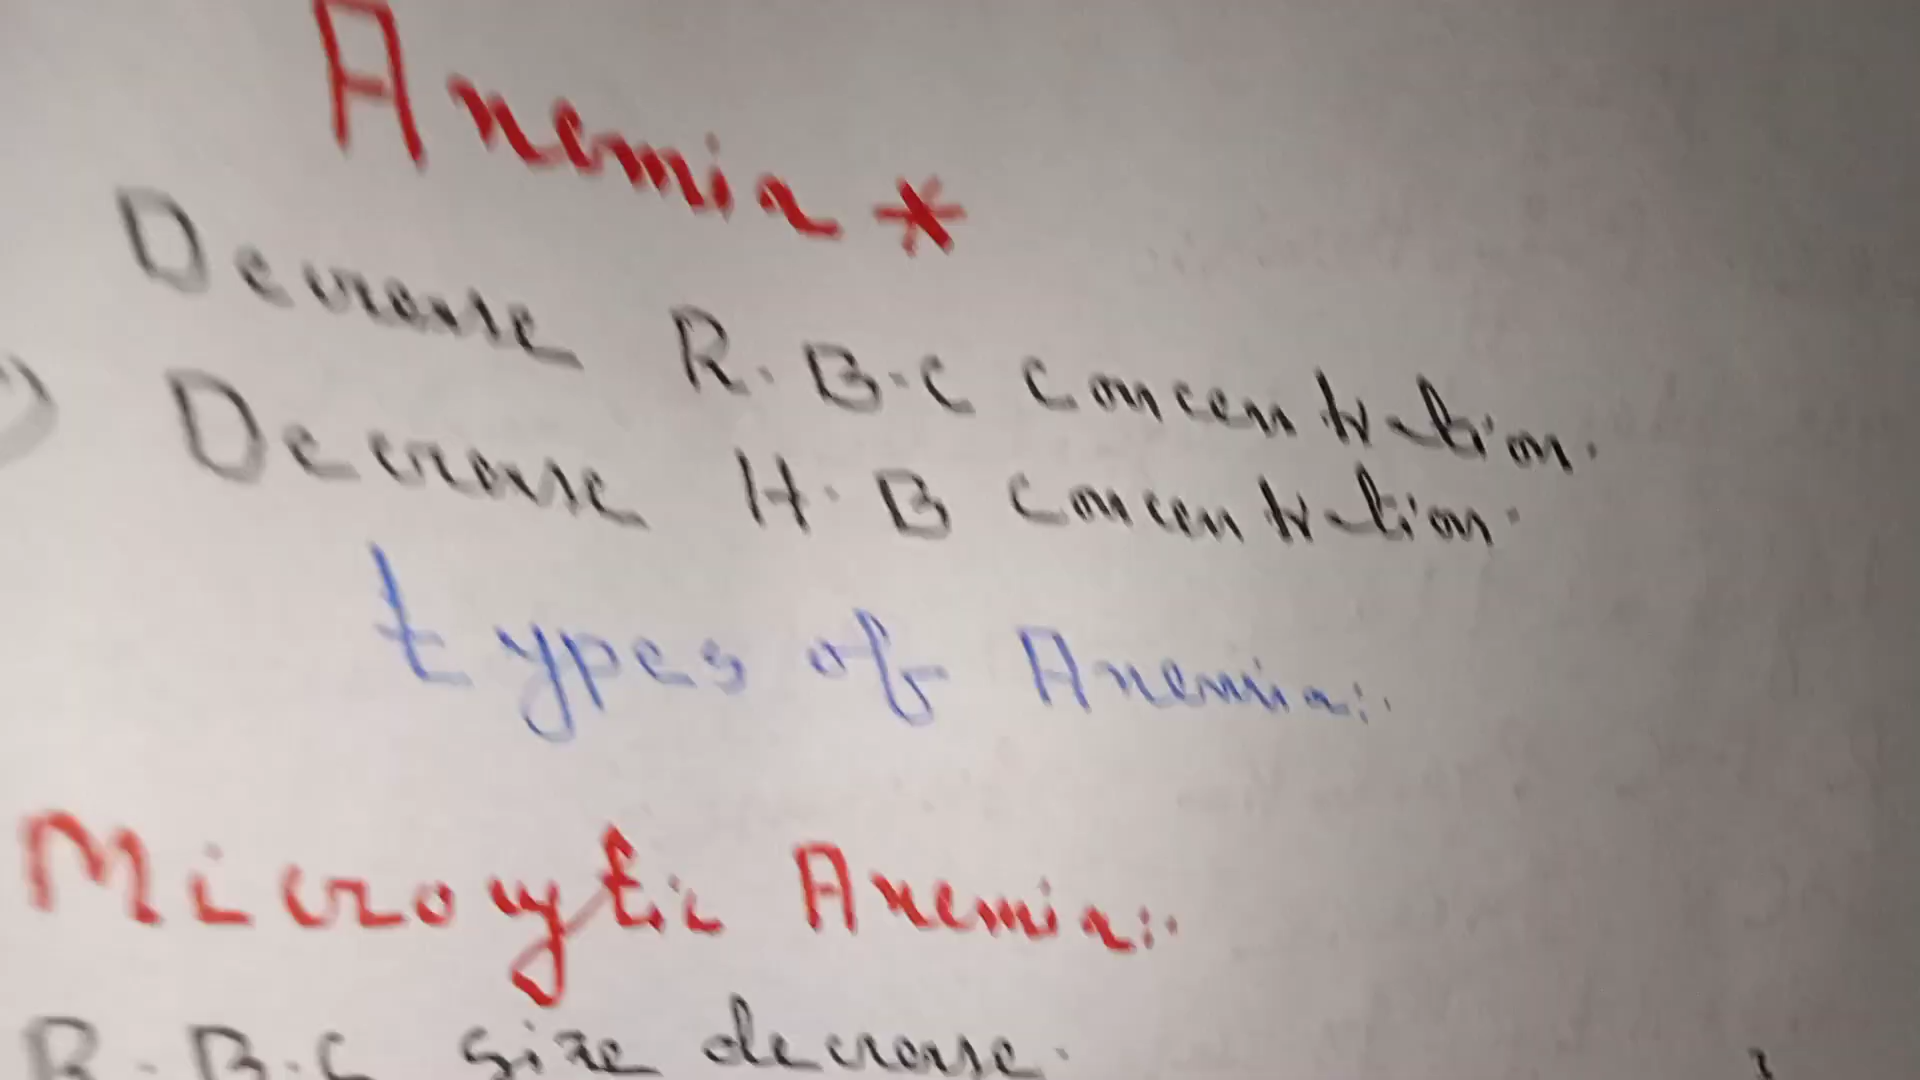 Anemia *
Decrease R.B.C Concentration.
Decrease H.B Concentration.
types of Anemia:-
Microcytic Anemia:-
R.B.C size decrease.